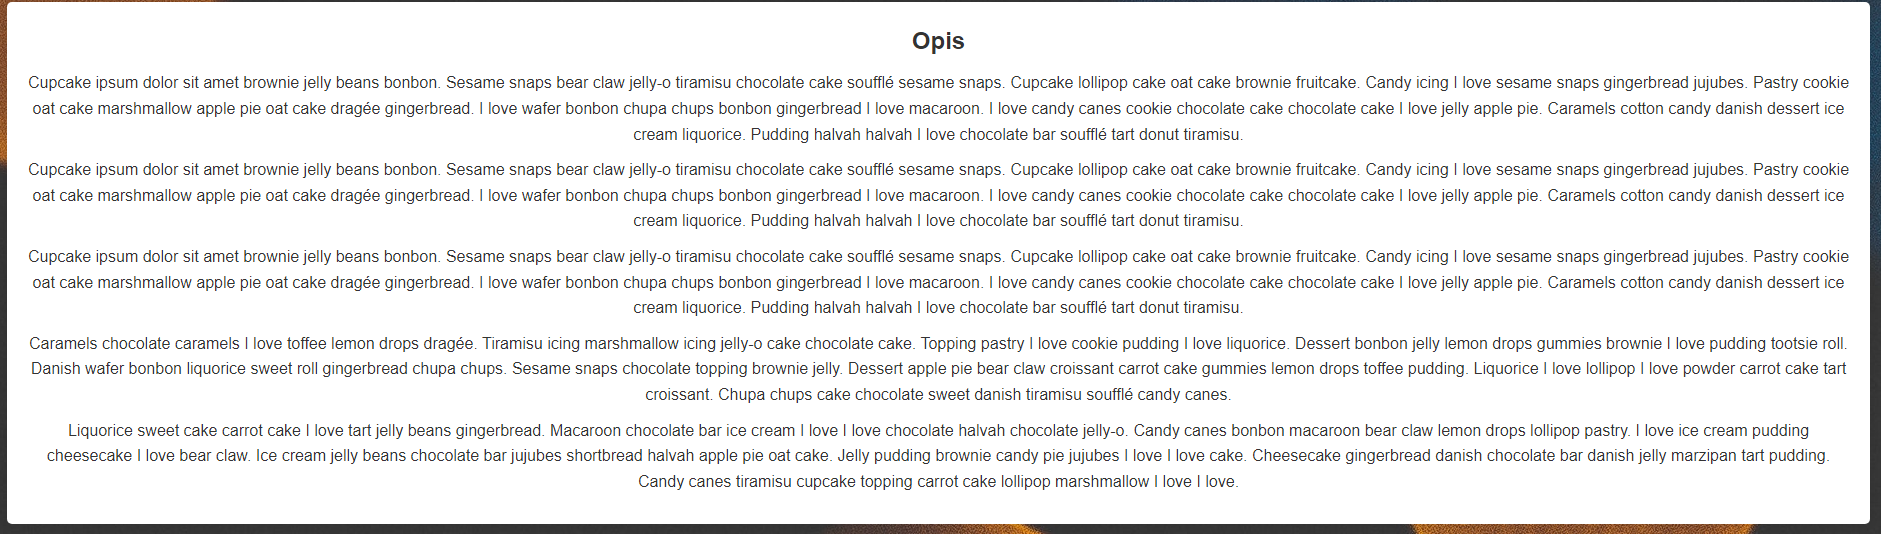 Opis
Cupcake ipsum dolor sit amet brownie jelly beans bonbon. Sesame snaps bear claw jelly-o tiramisu chocolate cake soufflé sesame snaps. Cupcake lollipop cake oat cake brownie fruitcake. Candy icing I love sesame snaps gingerbread jujubes. Pastry cookie
oat cake marshmallow apple pie oat cake dragée gingerbread. I love wafer bonbon chupa chups bonbon gingerbread I love macaroon. I love candy canes cookie chocolate cake chocolate cake I love jelly apple pie. Caramels cotton candy danish dessert ice
cream liquorice. Pudding halvah halvah I love chocolate bar soufflé tart donut tiramisu.
Cupcake ipsum dolor sit amet brownie jelly beans bonbon. Sesame snaps bear claw jelly-o tiramisu chocolate cake soufflé sesame snaps. Cupcake lollipop cake oat cake brownie fruitcake. Candy icing I love sesame snaps gingerbread jujubes. Pastry cookie
oat cake marshmallow apple pie oat cake dragée gingerbread. I love wafer bonbon chupa chups bonbon gingerbread I love macaroon. I love candy canes cookie chocolate cake chocolate cake I love jelly apple pie. Caramels cotton candy danish dessert ice
cream liquorice. Pudding halvah halvah I love chocolate bar soufflé tart donut tiramisu.
Cupcake ipsum dolor sit amet brownie jelly beans bonbon. Sesame snaps bear claw jelly-o tiramisu chocolate cake soufflé sesame snaps. Cupcake lollipop cake oat cake brownie fruitcake. Candy icing I love sesame snaps gingerbread jujubes. Pastry cookie
oat cake marshmallow apple pie oat cake dragée gingerbread. I love wafer bonbon chupa chups bonbon gingerbread I love macaroon. I love candy canes cookie chocolate cake chocolate cake I love jelly apple pie. Caramels cotton candy danish dessert ice
cream liquorice. Pudding halvah halvah I love chocolate bar soufflé tart donut tiramisu.
Caramels chocolate caramels I love toffee lemon drops dragée. Tiramisu icing marshmallow icing jelly-o cake chocolate cake. Topping pastry I love cookie pudding I love liquorice. Dessert bonbon jelly lemon drops gummies brownie I love pudding tootsie roll.
Danish wafer bonbon liquorice sweet roll gingerbread chupa chups. Sesame snaps chocolate topping brownie jelly. Dessert apple pie bear claw croissant carrot cake gummies lemon drops toffee pudding. Liquorice I love lollipop I love powder carrot cake tart
croissant. Chupa chups cake chocolate sweet danish tiramisu soufflé candy canes.
Liquorice sweet cake carrot cake I love tart jelly beans gingerbread. Macaroon chocolate bar ice cream I love I love chocolate halvah chocolate jelly-o. Candy canes bonbon macaroon bear claw lemon drops lollipop pastry. I love ice cream pudding
cheesecake I love bear claw. Ice cream jelly beans chocolate bar jujubes shortbread halvah apple pie oat cake. Jelly pudding brownie candy pie jujubes I love I love cake. Cheesecake gingerbread danish chocolate bar danish jelly marzipan tart pudding.
Candy canes tiramisu cupcake topping carrot cake lollipop marshmallow I love I love.